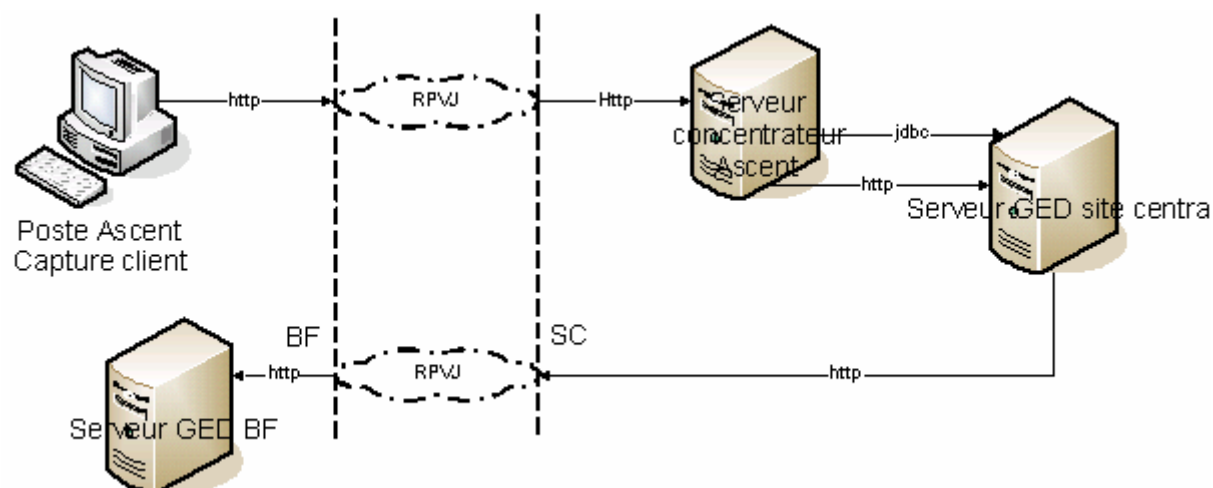 http
RPVJ
Http
Serveur
concentrateur
Ascent
jdbc
http
Serveur GED site centra
Poste Ascent
Capture client
BF
SC
http
RPVJ
http
Serveur GED BF